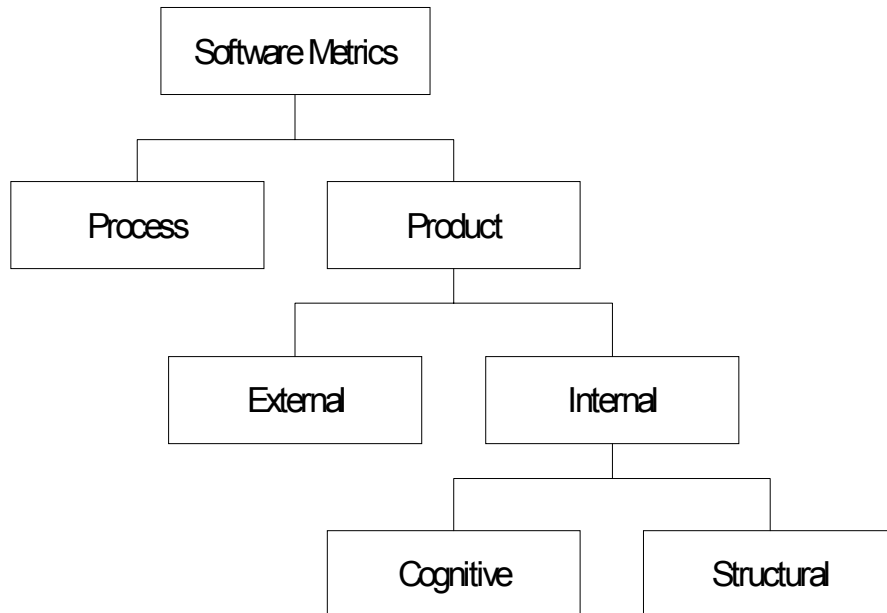 Software Metrics
Process
Product
External
Internal
Cognitive
Structural